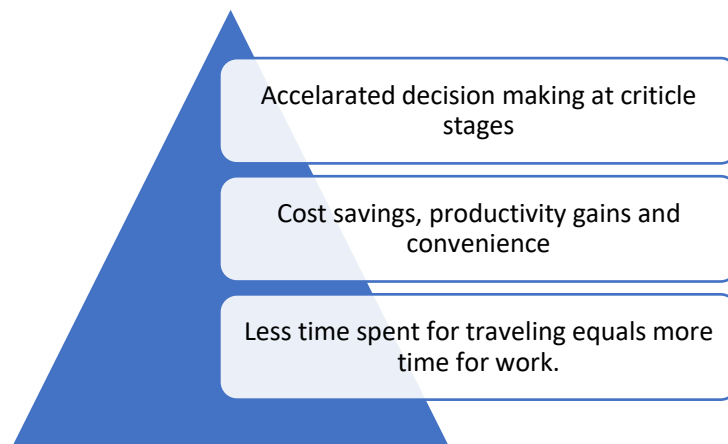 Accelarated decision making at criticle
stages
Cost savings, productivity gains and
convenience
Less time spent for traveling equals more
time for work.